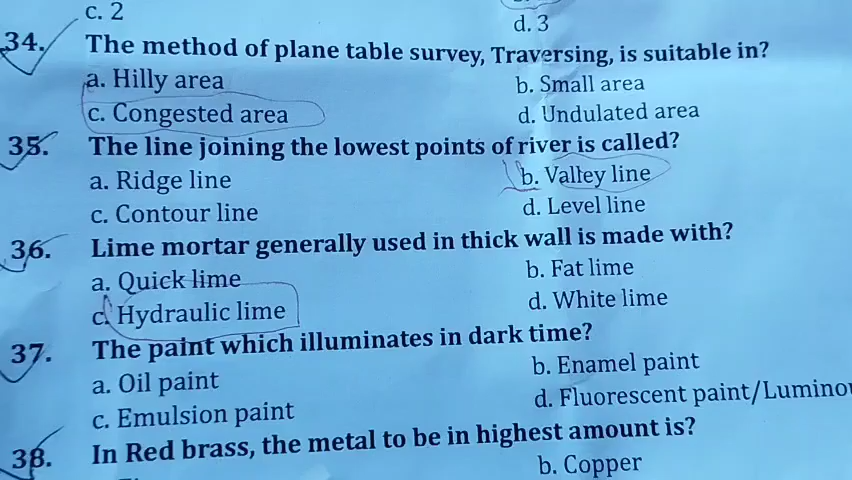 c. 2
d. 3
34. The method of plane table survey, Traversing, is suitable in?
a. Hilly area
b. Small area
c. Congested area
d. Undulated area
35. The line joining the lowest points of river is called?
a. Ridge line
b. Valley line
c. Contour line
d. Level line
36. Lime mortar generally used in thick wall is made with?
a. Quick lime
b. Fat lime
c. Hydraulic lime
d. White lime
37. The paint which illuminates in dark time?
a. Oil paint
b. Enamel paint
c. Emulsion paint
d. Fluorescent paint/Lumino
38. In Red brass, the metal to be in highest amount is?
b. Copper